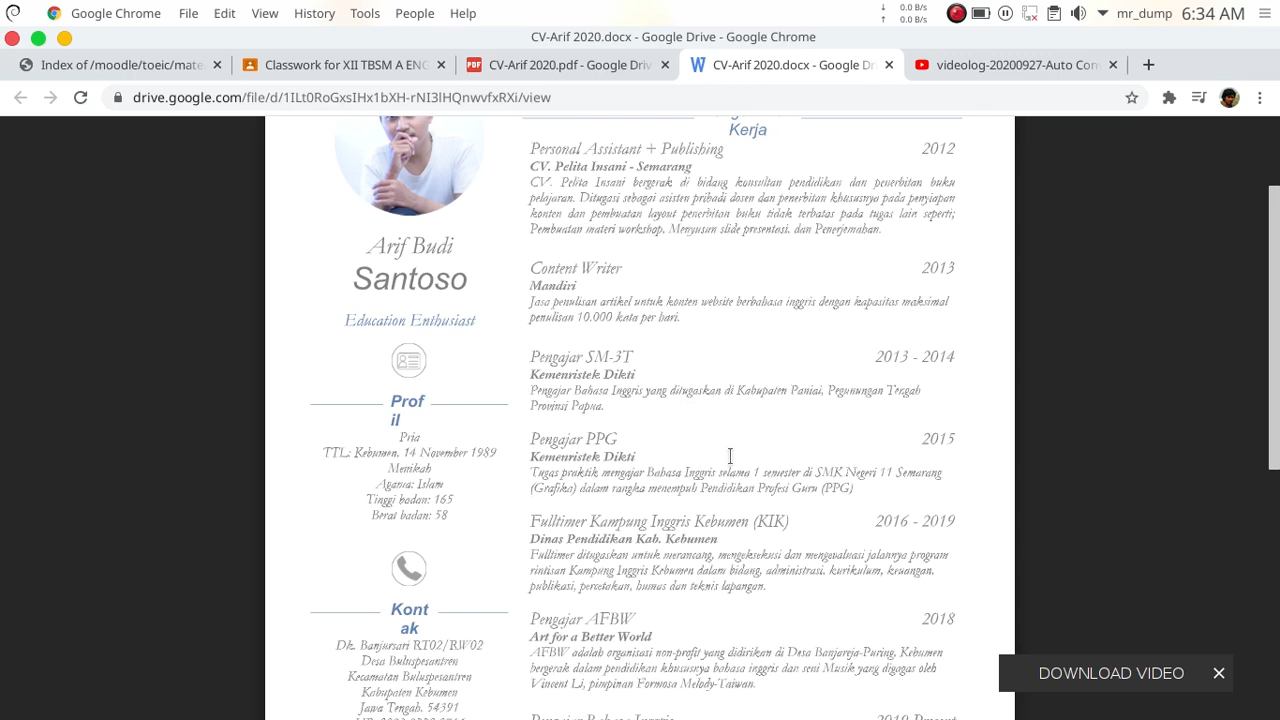 Google Chrome File Edit View History Tools People Help
↓ 0.0 B/s
↑ 0.0 B/s
mr_dump 6:34 AM
CV-Arif 2020.docx - Google Drive - Google Chrome
Index of /moodle/toeic/mate
Classwork for XII TBSM A ENG
CV-Arif 2020.pdf - Google Driv
CV-Arif 2020.docx - Google Dr
videolog-20200927-Auto Con
drive.google.com/file/d/1ILt0RoGxsIHx1bXH-rNI3lHQnwvfxRXi/view
Arif Budi
Santoso
Education Enthusiast
Prof
il
Pria
TTL: Kebumen, 14 November 1989
Menikah
Agama: Islam
Tinggi badan: 165
Berat badan: 58
Kont
ak
Dk. Banjursari RT02/RW02
Desa Buluspesantren
Kecamatan Buluspesantren
Kabupaten Kebumen
Jawa Tengah. 54391
Kerja
Personal Assistant + Publishing 2012
CV. Pelita Insani - Semarang
CV. Pelita Insani bergerak di bidang konsultan pendidikan dan penerbitan buku
pelajaran. Ditugasi sebagai asisten pribadi dosen dan penerbitan khususnya pada penyiapan
konten dan pembuatan layout penerbitan buku tidak terbatas pada tugas lain seperti;
Pembuatan materi workshop, Menyusun slide presentasi, dan Penerjemahan.
Content Writer 2013
Mandiri
Jasa penulisan artikel untuk konten website berbahasa inggris dengan kapasitas maksimal
penulisan 10.000 kata per hari.
Pengajar SM-3T 2013 - 2014
Kemenristek Dikti
Pengajar Bahasa Inggris yang ditugaskan di Kabupaten Paniai, Pegunungan Tengah
Provinsi Papua.
Pengajar PPG 2015
Kemenristek Dikti
Tugas praktik mengajar Bahasa Inggris selama 1 semester di SMK Negeri 11 Semarang
(Grafika) dalam rangka menempuh Pendidikan Profesi Guru (PPG)
Fulltimer Kampung Inggris Kebumen (KIK) 2016 - 2019
Dinas Pendidikan Kab. Kebumen
Fulltimer ditugaskan untuk merancang, mengeksekusi dan mengevaluasi jalannya program
rintisan Kampung Inggris Kebumen dalam bidang, administrasi, kurikulum, keuangan,
publikasi, percetakan, humas dan teknis lapangan.
Pengajar AFBW 2018
Art for a Better World
AFBW adalah organisasi non-profit yang didirikan di Desa Banjareja-Puring, Kebumen
bergerak dalam pendidikan khususnya bahasa inggris dan seni Musik yang digagas oleh
Vincent Li, pimpinan Formosa Melody-Taiwan.
DOWNLOAD VIDEO